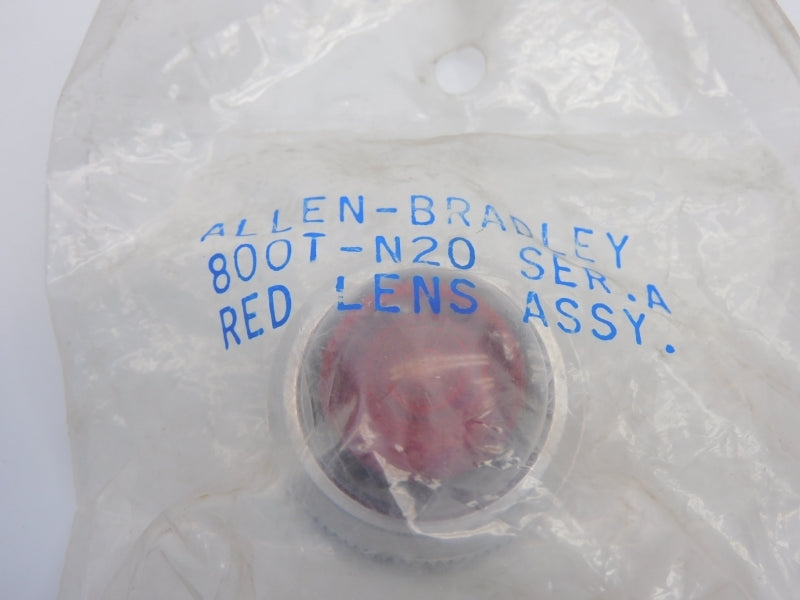 ALLEN-BRADLEY
800T-N20 SER.A
RED LENS ASSY.